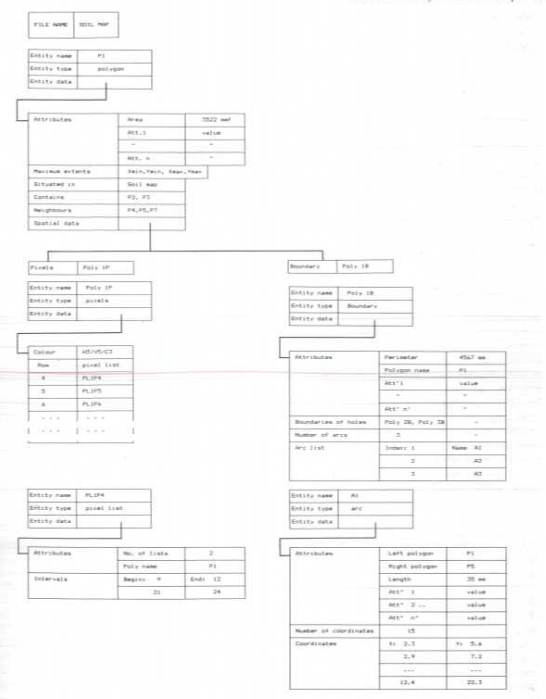 FILE NAME SOIL MAP
Entity name P1
Entity type polygon
Entity data
Attributes Area 3522 mm²
Att.1 value
" "
Att. n "
Maximum extents Xmin,Ymin, Xmax,Ymax
Situated in Soil map
Contains P2, P3
Neighbours P4,P5,P7
Spatial data
Pixels Poly 1P
Entity name Poly 1P
Entity type pixels
Entity data
Colour H3/V5/C3
Row pixel list
4 PL1P4
5 PL1P5
6 PL1P6
- - - - - -
- - - - - -
Boundary Poly 1B
Entity name Poly 1B
Entity type Boundary
Entity data
Attributes Perimeter 4567 mm
Polygon name P1
Att'1 value
" "
Att' n' "
Boundaries of holes Poly 2B, Poly 3B -
Number of arcs 3 -
Arc list Index: 1 Name A1
2 A2
3 A3
Entity name PL1P4
Entity type pixel list
Entity data
Attributes No. of lists 2
Poly name P1
Intervals Begin: 9 End: 12
21 24
Entity name A1
Entity type arc
Entity data
Attributes Left polygon P1
Right polygon P5
Length 35 mm
Att" 1 value
Att" 2 .. value
Att" n" value
Number of coordinates 15
Coordinates X: 2.3 Y: 5.6
2.9 7.2
--- ---
12.4 22.3